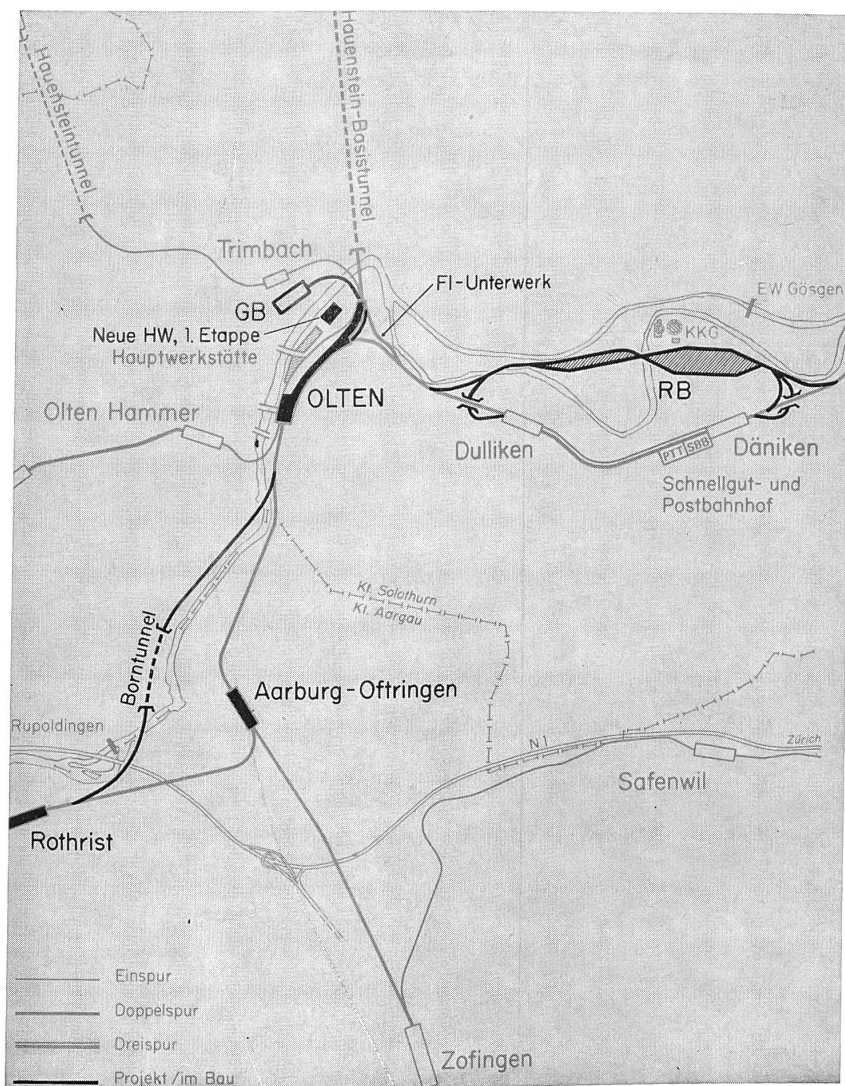 Hauensteintunnel
Hauenstein-Basistunnel
Trimbach
GB
FI-Unterwerk
EW Gösgen
KKG
Neue HW, 1. Etappe
Hauptwerkstätte
OLTEN
RB
Olten Hammer
Dulliken
PTT SBB
Däniken
Schnellgut- und
Postbahnhof
Kt. Solothurn
Kt. Aargau
Borntunnel
Aarburg-Oftringen
Rupoldingen
N1
Zürich
Safenwil
Rothrist
Einspur
Doppelspur
Dreispur
Projekt/im Bau
Zofingen